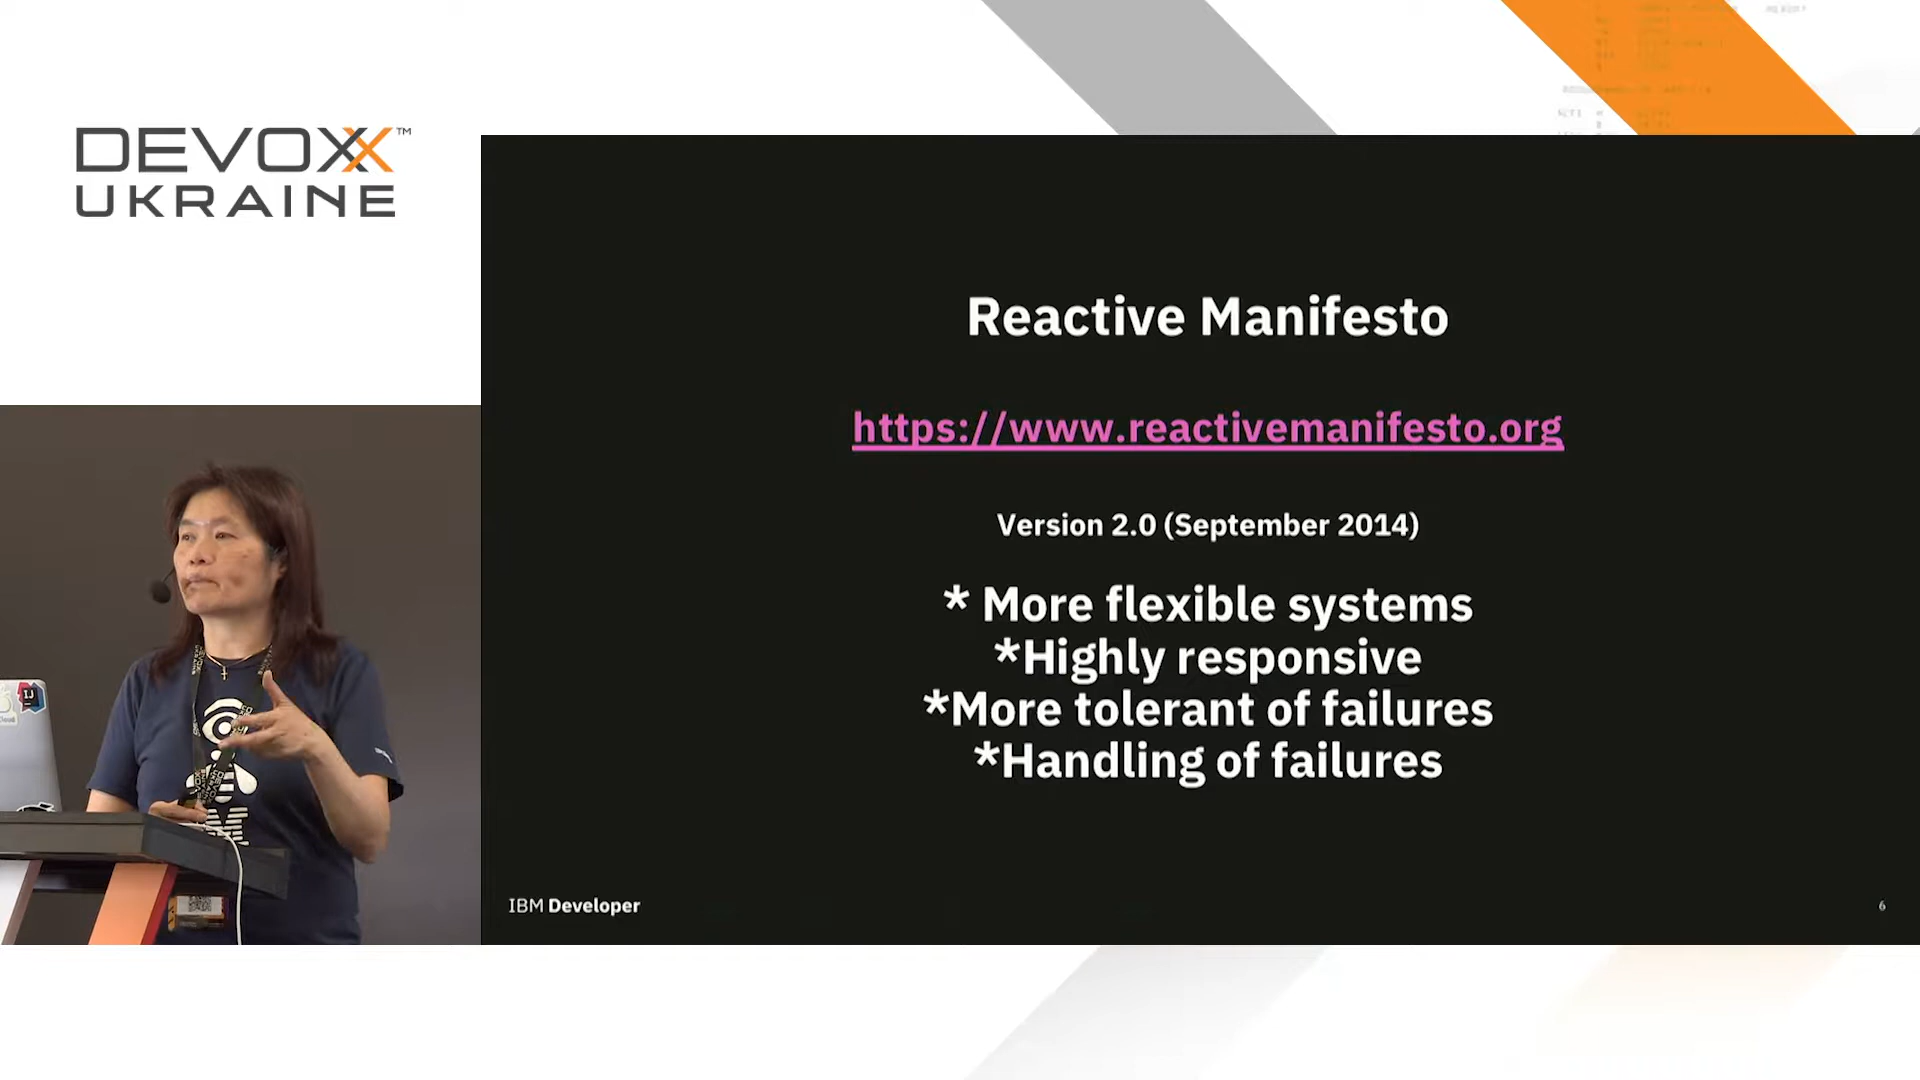 DEVOXX™
UKRAINE
Reactive Manifesto
https://www.reactivemanifesto.org
Version 2.0 (September 2014)
* More flexible systems
*Highly responsive
*More tolerant of failures
*Handling of failures
IBM Developer
6
IJ